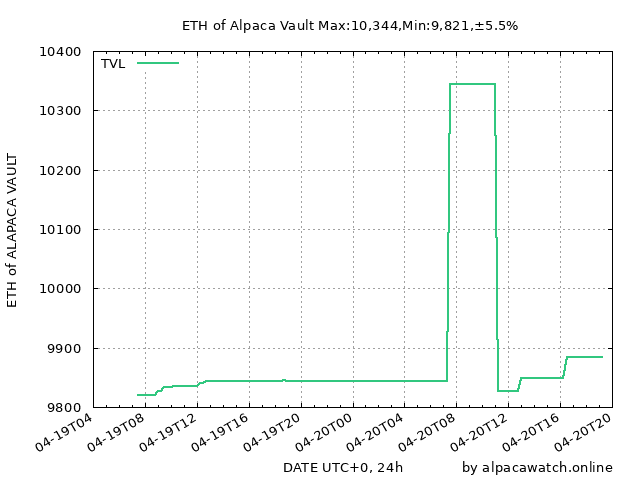 ETH of Alpaca Vault Max:10,344,Min:9,821,±5.5%
TVL
ETH of ALAPACA VAULT
10400
10300
10200
10100
10000
9900
9800
04-19T04
04-19T08
04-19T12
04-19T16
04-19T20
04-20T00
04-20T04
04-20T08
04-20T12
04-20T16
04-20T20
DATE UTC+0, 24h
by alpacawatch.online